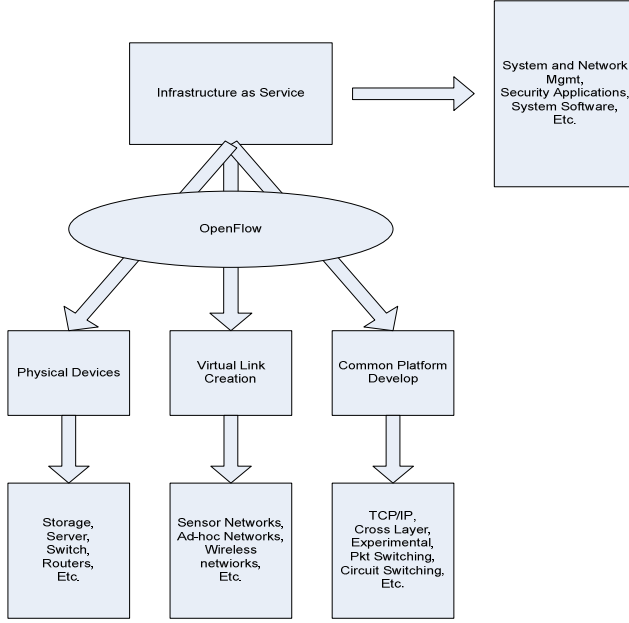 Infrastructure as Service
System and Network
Mgmt,
Security Applications,
System Software,
Etc.
OpenFlow
Physical Devices
Virtual Link
Creation
Common Platform
Develop
Storage,
Server,
Switch,
Routers,
Etc.
Sensor Networks,
Ad-hoc Networks,
Wireless
networks,
Etc.
TCP/IP,
Cross Layer,
Experimental,
Pkt Switching,
Circuit Switching,
Etc.